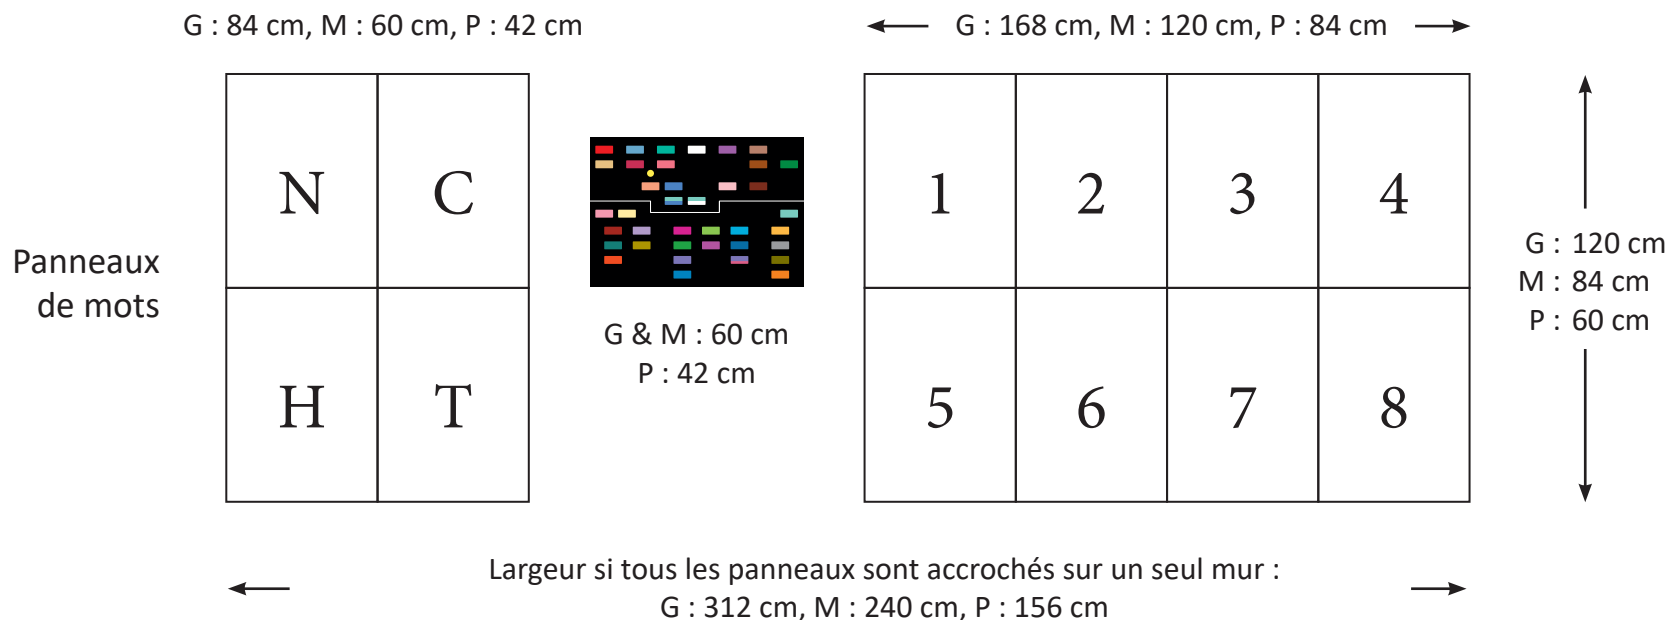 G : 84 cm, M : 60 cm, P : 42 cm
G : 168 cm, M : 120 cm, P : 84 cm
N C
1 2 3 4
Panneaux
de mots
G & M : 60 cm
P : 42 cm
G : 120 cm
M : 84 cm
P : 60 cm
H T
5 6 7 8
Largeur si tous les panneaux sont accrochés sur un seul mur :
G : 312 cm, M : 240 cm, P : 156 cm